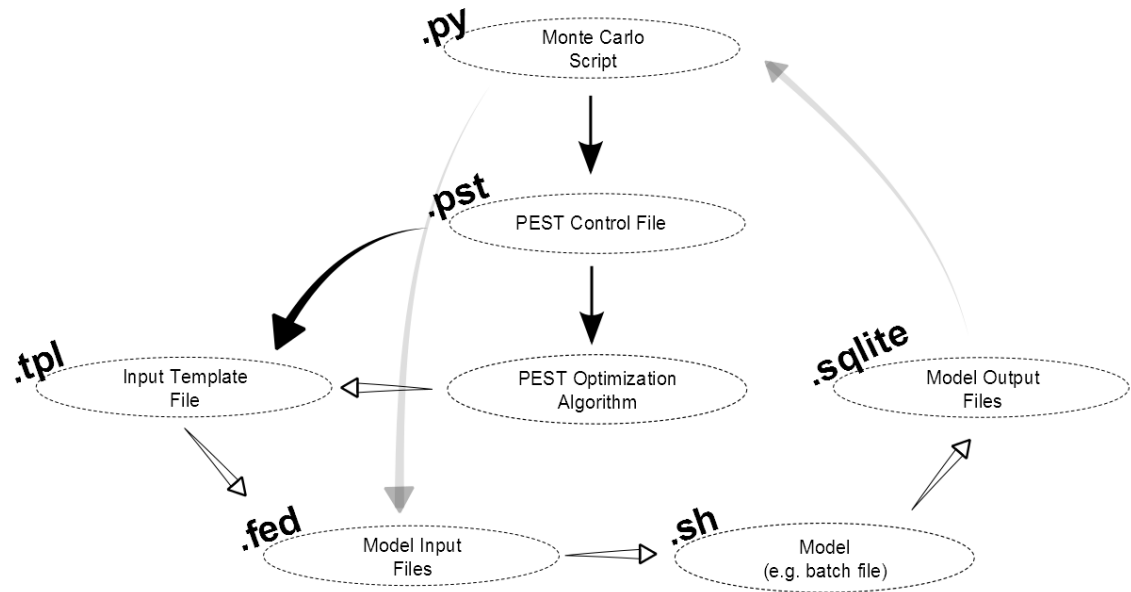 .py
Monte Carlo
Script
.pst
PEST Control File
.tpl
Input Template
File
PEST Optimization
Algorithm
.sqlite
Model Output
Files
.fed
Model Input
Files
.sh
Model
(e.g. batch file)